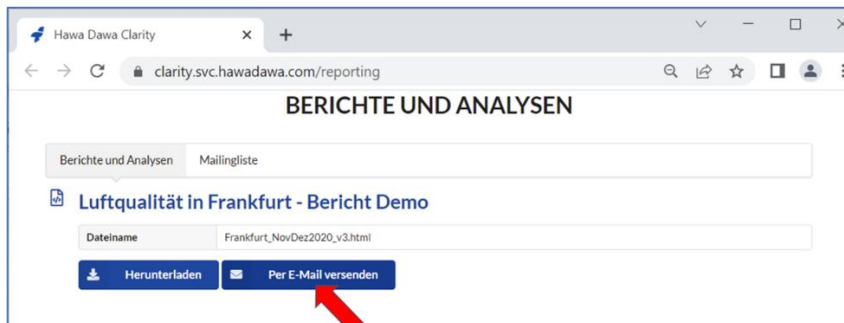 Hawa Dawa Clarity
clarity.svc.hawadawa.com/reporting
BERICHTE UND ANALYSEN
Berichte und Analysen Mailingliste
Luftqualität in Frankfurt - Bericht Demo
Dateiname Frankfurt_NovDez2020_v3.html
Herunterladen Per E-Mail versenden